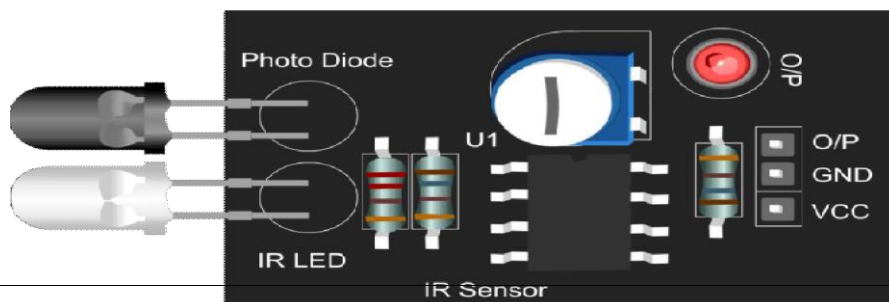 Photo Diode
O/P
U1
O/P
GND
VCC
IR LED
IR Sensor